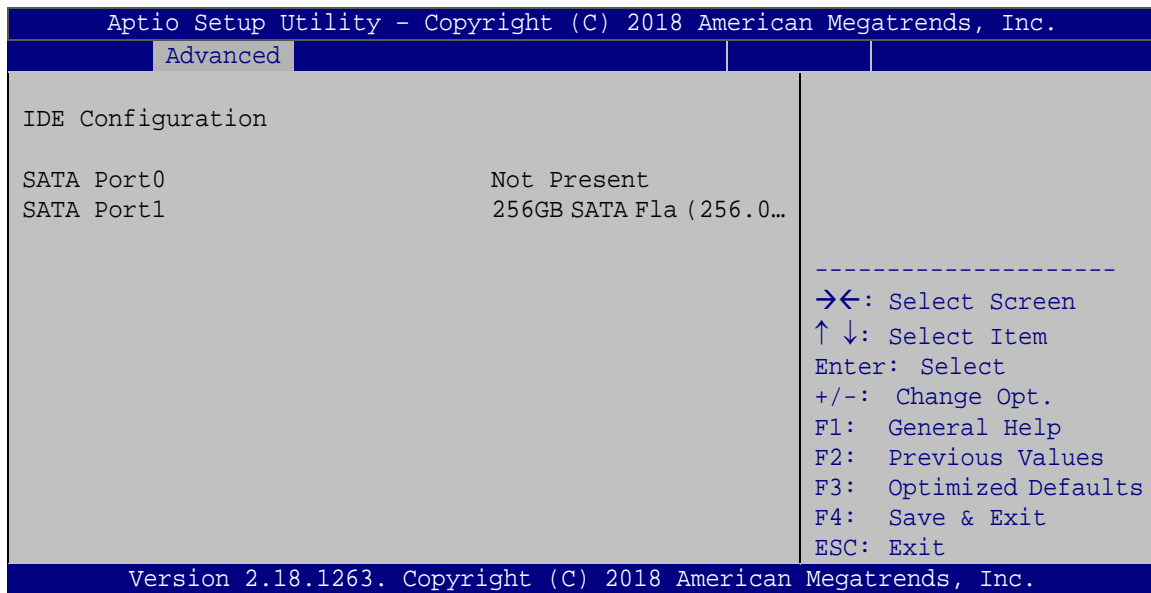 Aptio Setup Utility – Copyright (C) 2018 American Megatrends, Inc.
Advanced
IDE Configuration
SATA Port0 Not Present
SATA Port1 256GB SATA Fla (256.0…
----------------------
→←: Select Screen
↑ ↓: Select Item
Enter: Select
+/-: Change Opt.
F1: General Help
F2: Previous Values
F3: Optimized Defaults
F4: Save & Exit
ESC: Exit
Version 2.18.1263. Copyright (C) 2018 American Megatrends, Inc.